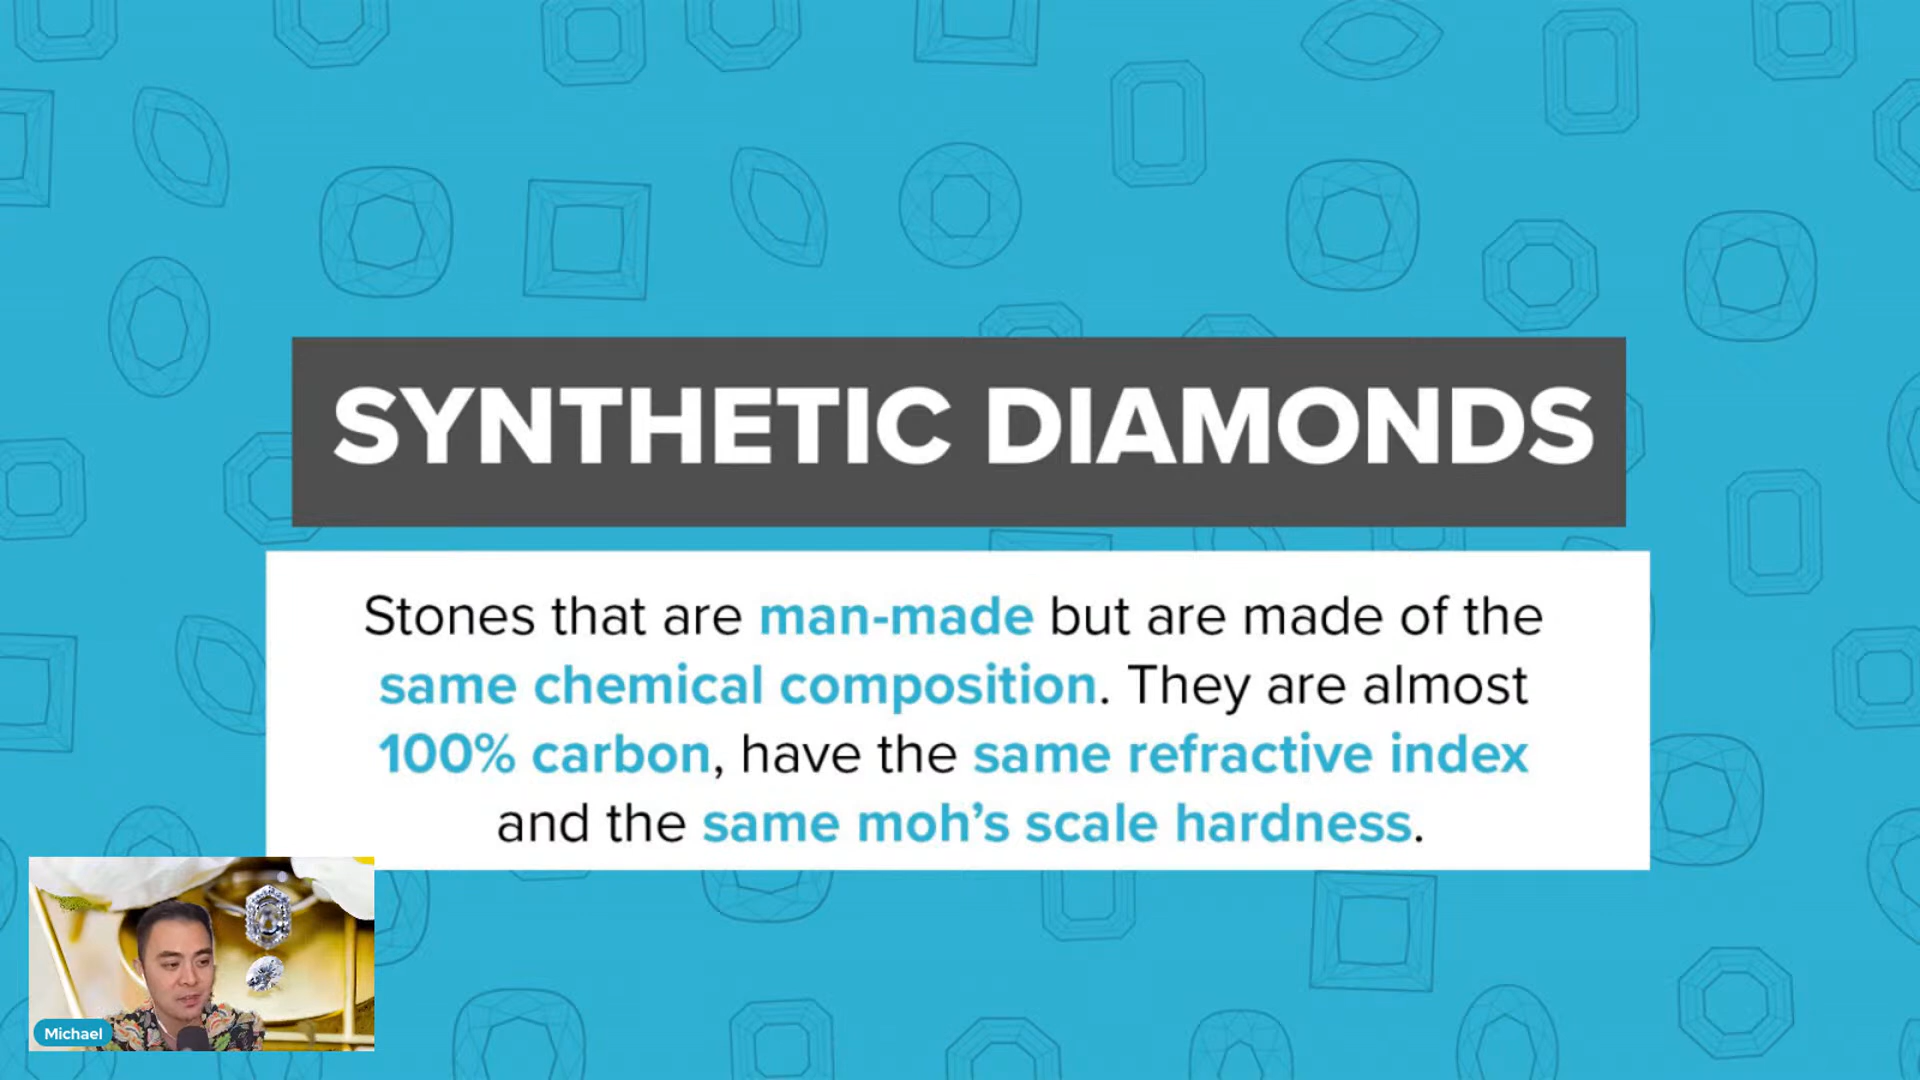 SYNTHETIC DIAMONDS
Stones that are man-made but are made of the
same chemical composition. They are almost
100% carbon, have the same refractive index
and the same moh’s scale hardness.
Michael